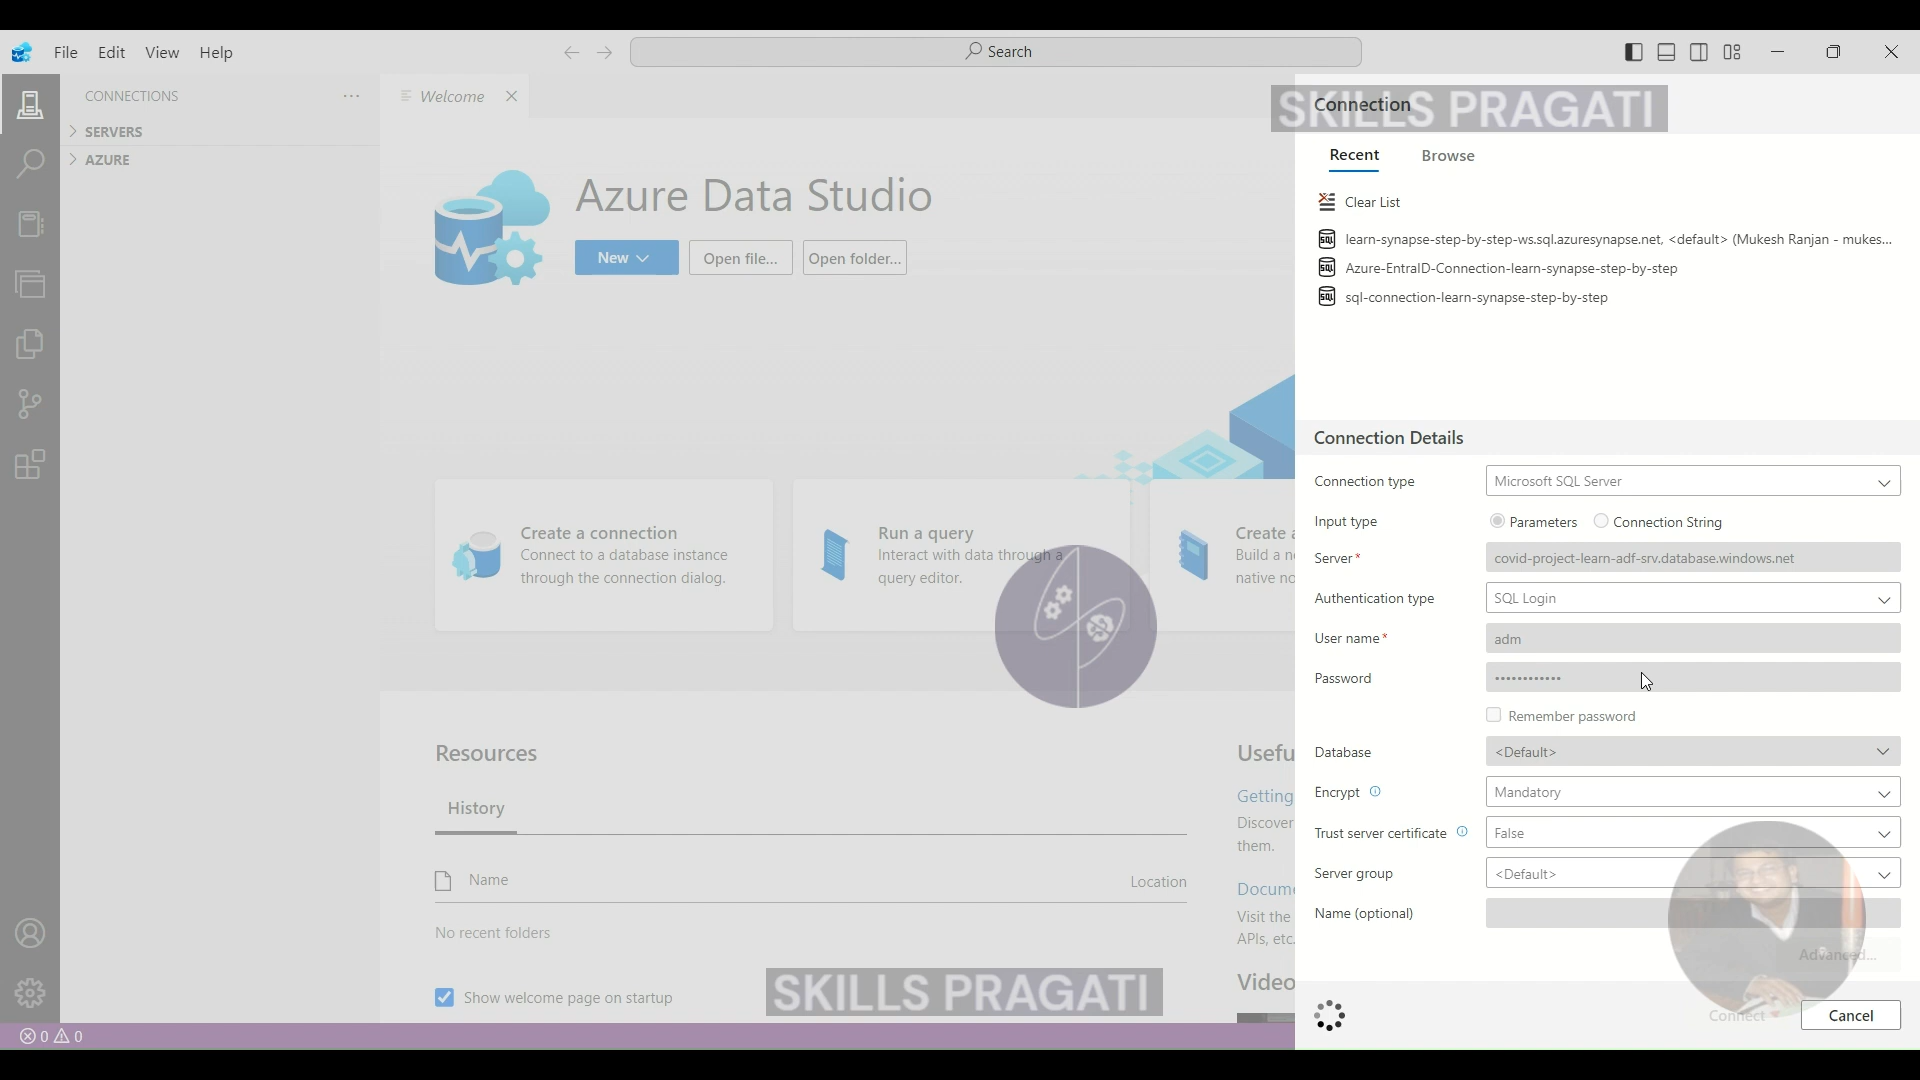 File Edit View Help
Search
CONNECTIONS
SERVERS
AZURE
Welcome
Azure Data Studio
New
Open file...
Open folder...
Create a connection
Connect to a database instance
through the connection dialog.
Run a query
Interact with data through a
query editor.
Create a
Build a n
native no
Resources
History
Name
Location
No recent folders
Show welcome page on startup
Usefu
Getting
Discover
them.
Docum
Visit the
APIs, etc.
Video
SKILLS PRAGATI
0 0
SKILLS PRAGATI
Connection
Recent Browse
Clear List
learn-synapse-step-by-step-ws.sql.azuresynapse.net, <default> (Mukesh Ranjan - mukes...
Azure-EntraID-Connection-learn-synapse-step-by-step
sql-connection-learn-synapse-step-by-step
Connection Details
Connection type Microsoft SQL Server
Input type Parameters Connection String
Server* covid-project-learn-adf-srv.database.windows.net
Authentication type SQL Login
User name* adm
Password ••••••••••••
Remember password
Database <Default>
Encrypt Mandatory
Trust server certificate False
Server group <Default>
Name (optional)
Advanced...
Connect Cancel